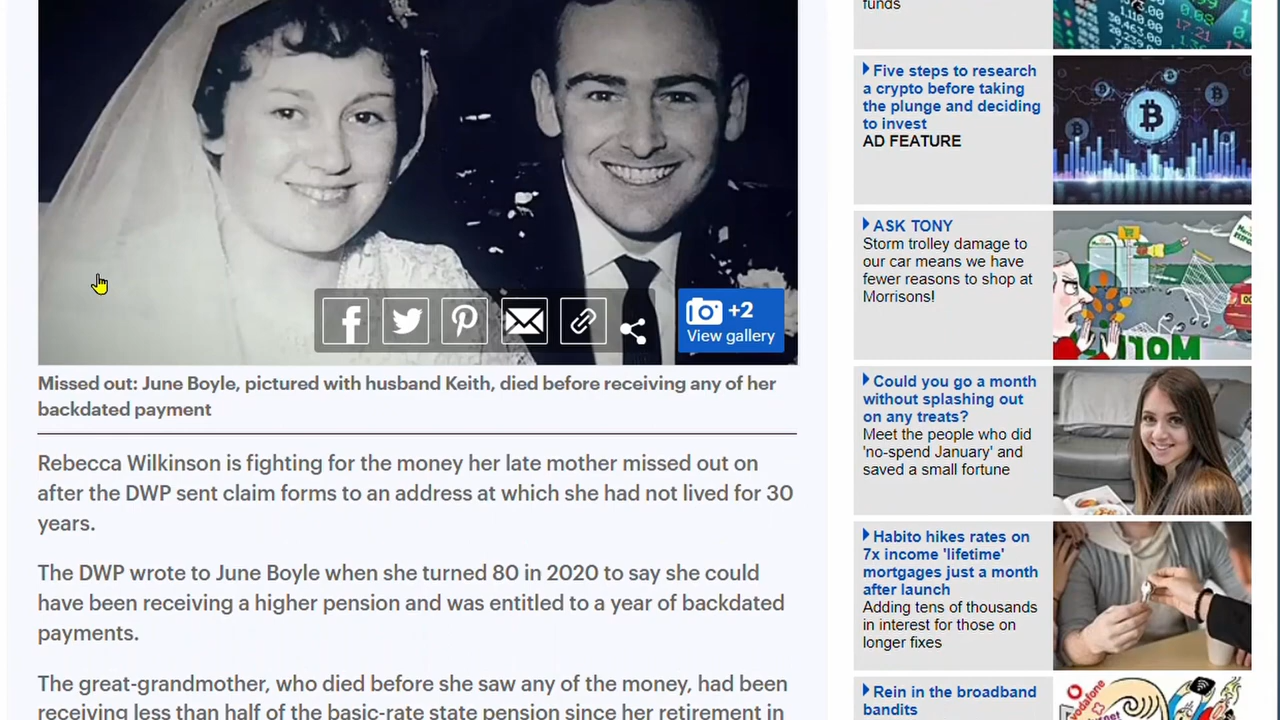 +2
View gallery
Missed out: June Boyle, pictured with husband Keith, died before receiving any of her
backdated payment
Rebecca Wilkinson is fighting for the money her late mother missed out on
after the DWP sent claim forms to an address at which she had not lived for 30
years.
The DWP wrote to June Boyle when she turned 80 in 2020 to say she could
have been receiving a higher pension and was entitled to a year of backdated
payments.
The great-grandmother, who died before she saw any of the money, had been
receiving less than half of the basic-rate state pension since her retirement in
funds
Five steps to research
a crypto before taking
the plunge and deciding
to invest
AD FEATURE
ASK TONY
Storm trolley damage to
our car means we have
fewer reasons to shop at
Morrisons!
Could you go a month
without splashing out
on any treats?
Meet the people who did
'no-spend January' and
saved a small fortune
Habito hikes rates on
7x income 'lifetime'
mortgages just a month
after launch
Adding tens of thousands
in interest for those on
longer fixes
Rein in the broadband
bandits